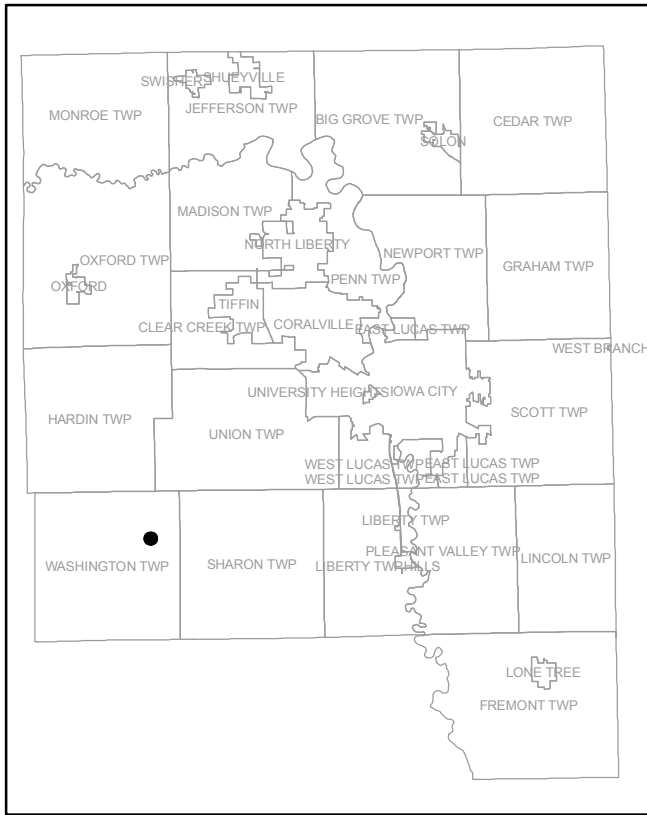 SWISHER
SHUEYVILLE
MONROE TWP
JEFFERSON TWP
BIG GROVE TWP
CEDAR TWP
SOLON
MADISON TWP
NORTH LIBERTY
NEWPORT TWP
OXFORD TWP
GRAHAM TWP
PENN TWP
OXFORD
TIFFIN
CLEAR CREEK TWP
CORALVILLE
EAST LUCAS TWP
WEST BRANCH
UNIVERSITY HEIGHTS
IOWA CITY
HARDIN TWP
SCOTT TWP
UNION TWP
WEST LUCAS TWP
EAST LUCAS TWP
WEST LUCAS TWP
EAST LUCAS TWP
LIBERTY TWP
PLEASANT VALLEY TWP
WASHINGTON TWP
SHARON TWP
LIBERTY TWP
HILLS
LINCOLN TWP
LONE TREE
FREMONT TWP